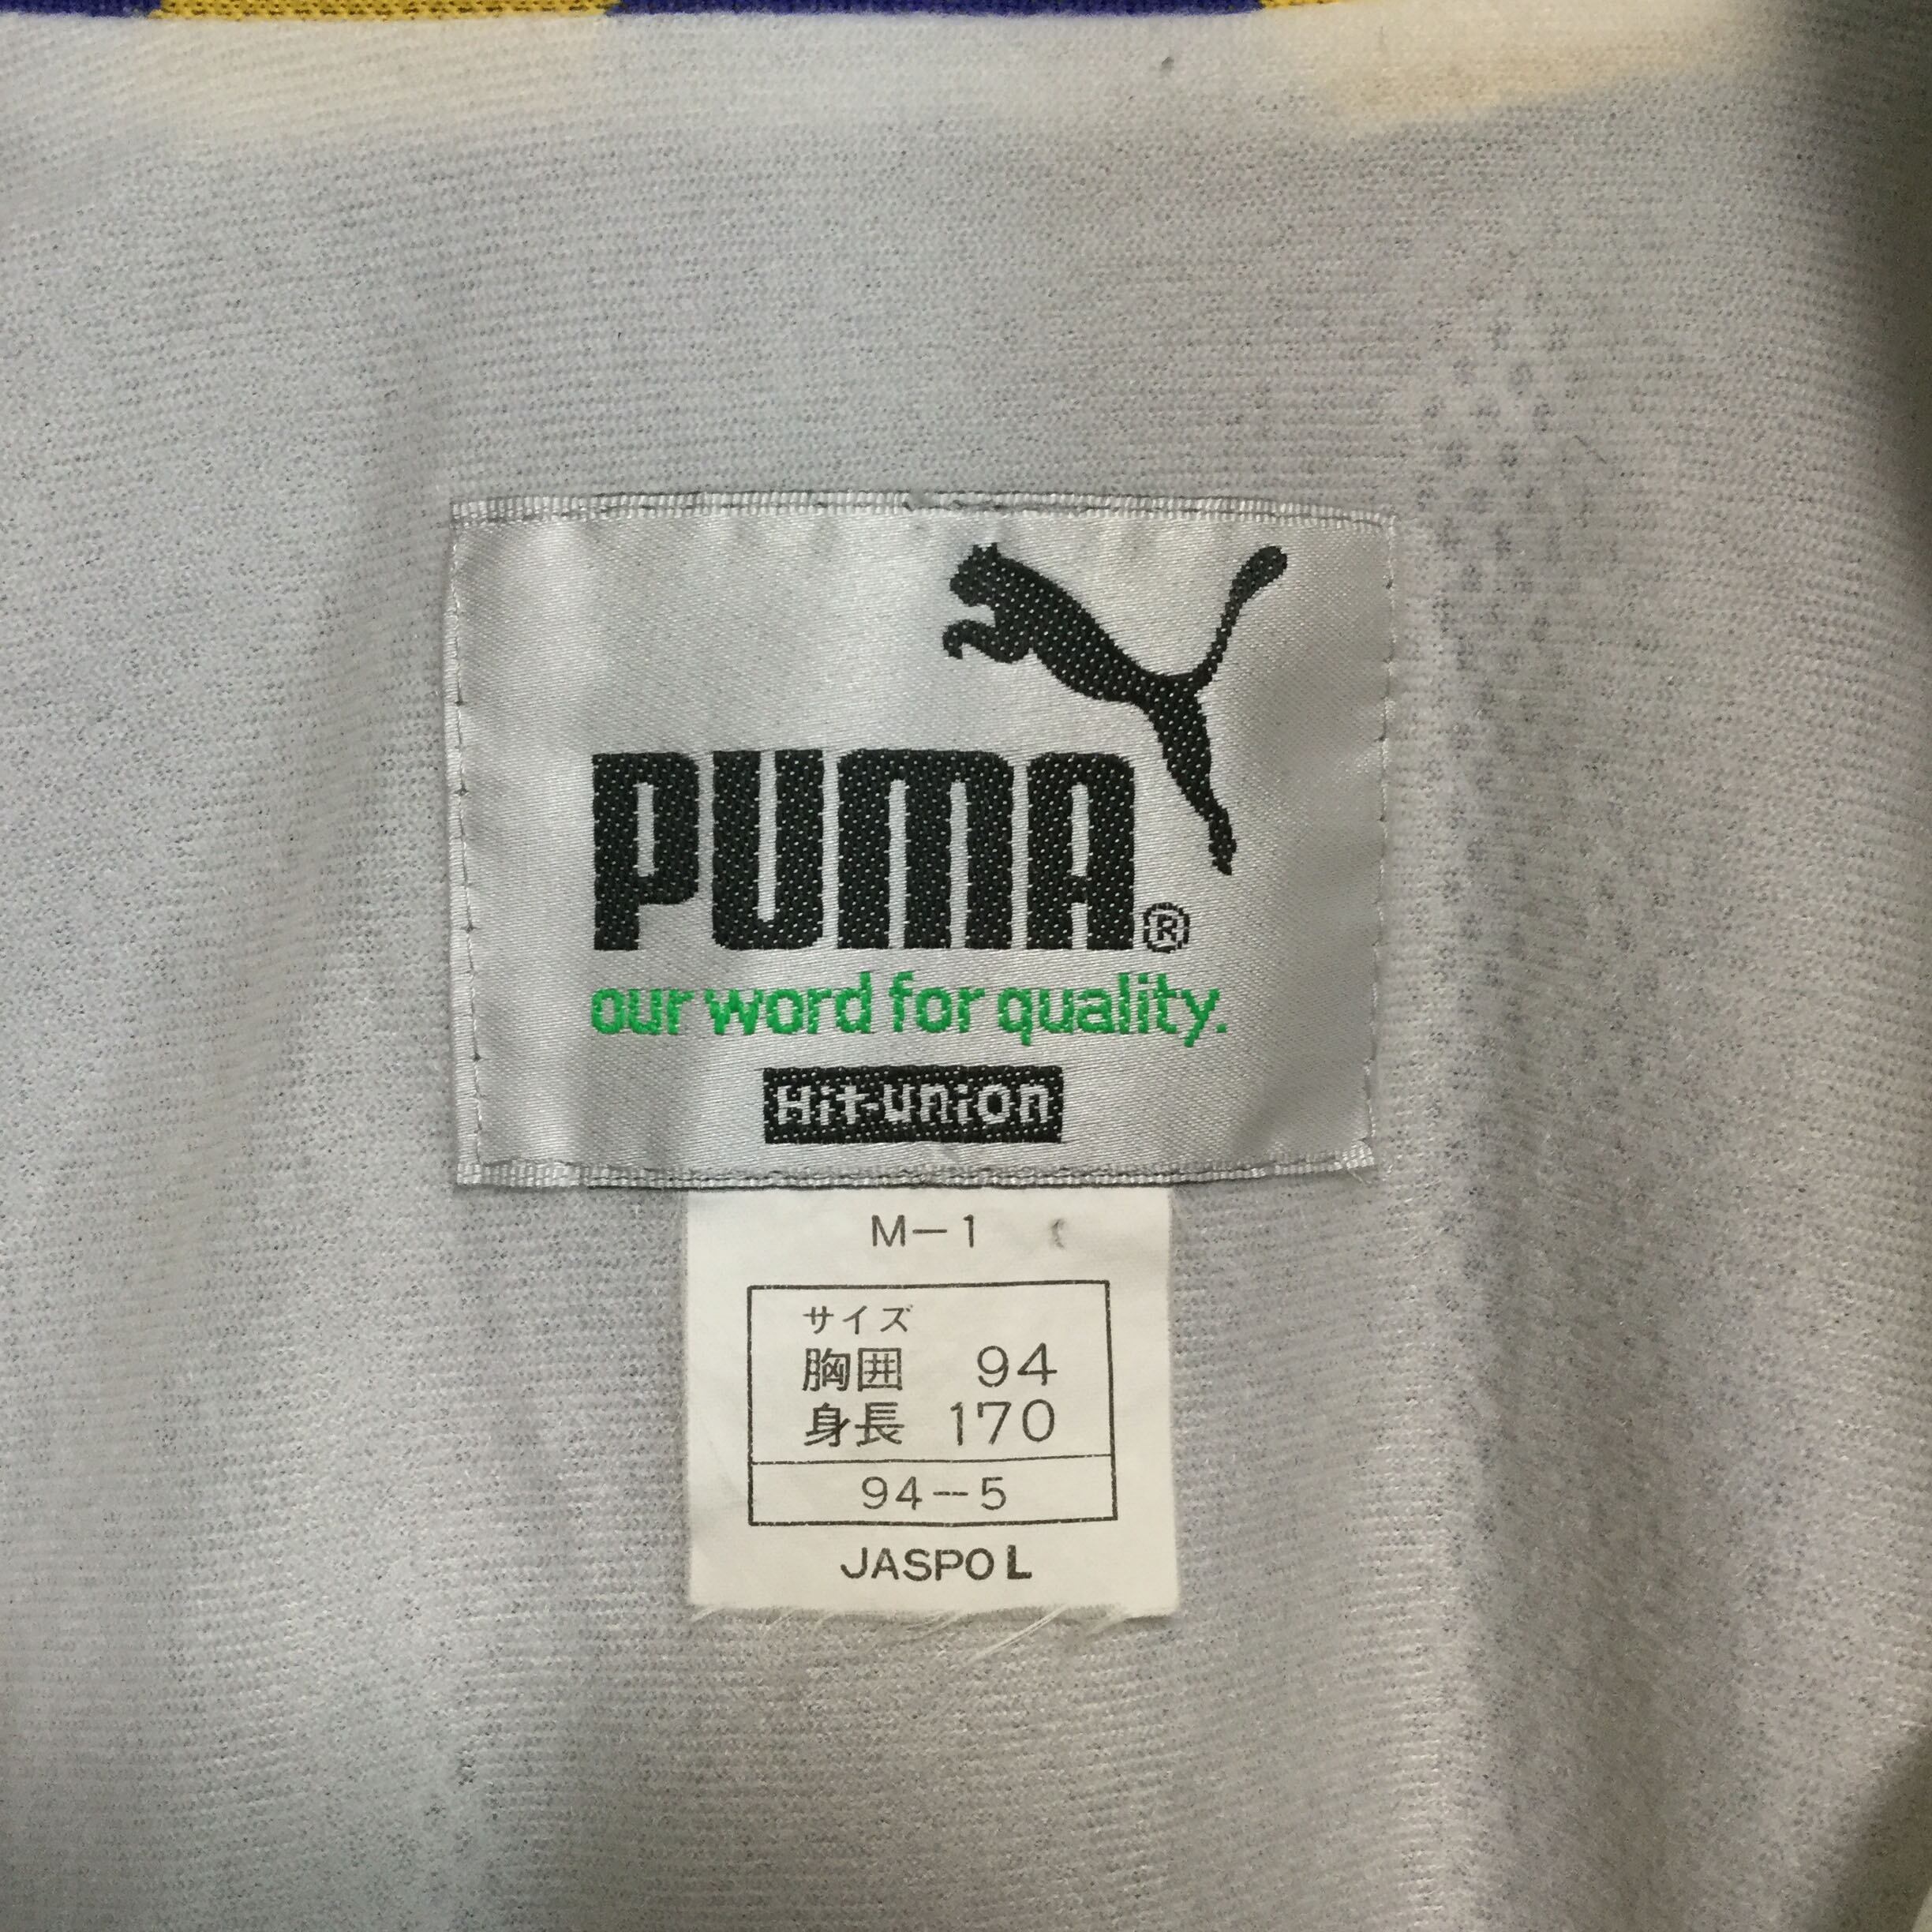 PUMA®
our word for quality.
Hit-union
M-1
サイズ
胸囲 94
身長 170
94-5
JASPO L